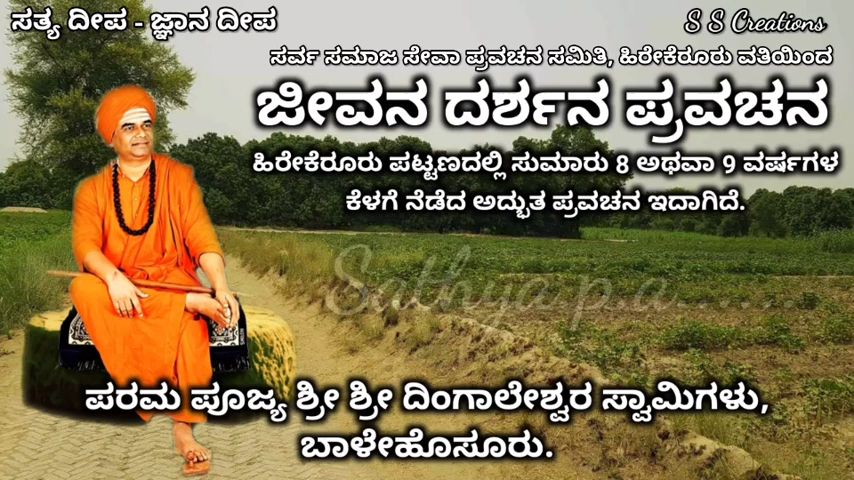 ಸತ್ಯ ದೀಪ - ಜ್ಞಾನ ದೀಪ
S S Creations
ಸರ್ವ ಸಮಾಜ ಸೇವಾ ಪ್ರವಚನ ಸಮಿತಿ, ಹಿರೇಕೆರೂರು ವತಿಯಿಂದ
ಜೀವನ ದರ್ಶನ ಪ್ರವಚನ
ಹಿರೇಕೆರೂರು ಪಟ್ಟಣದಲ್ಲಿ ಸುಮಾರು 8 ಅಥವಾ 9 ವರ್ಷಗಳ
ಕೆಳಗೆ ನೆಡೆದ ಅದ್ಭುತ ಪ್ರವಚನ ಇದಾಗಿದೆ.
Sathya p a......
ಪರಮ ಪೂಜ್ಯ ಶ್ರೀ ಶ್ರೀ ದಿಂಗಾಲೇಶ್ವರ ಸ್ವಾಮಿಗಳು,
ಬಾಳೇಹೊಸೂರು.